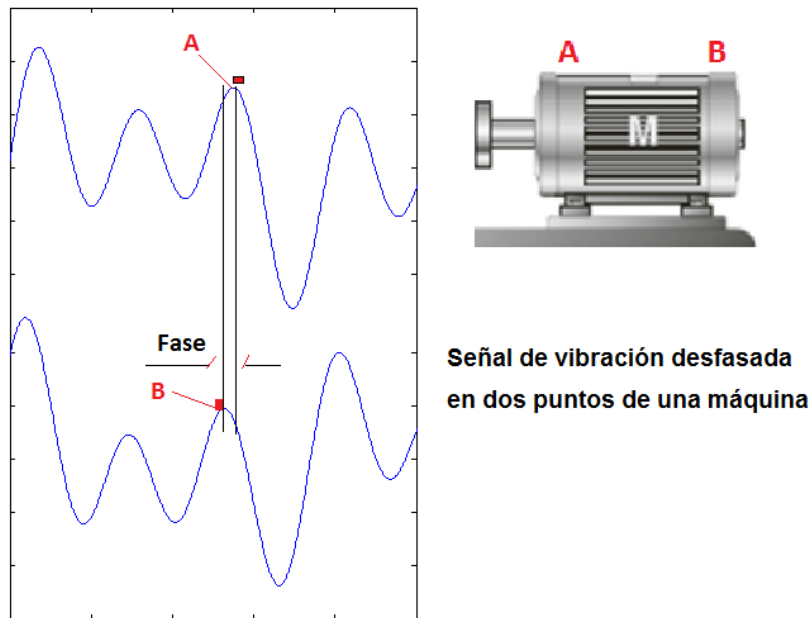 A
Fase
B
A B
M
Señal de vibración desfasada
en dos puntos de una máquina